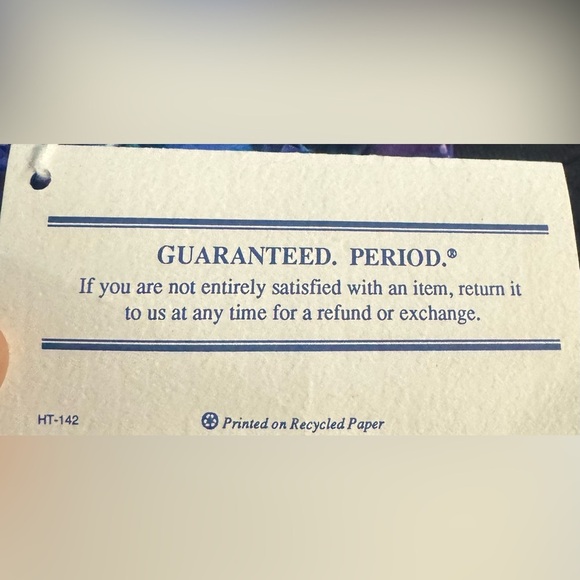 GUARANTEED. PERIOD.®
If you are not entirely satisfied with an item, return it
to us at any time for a refund or exchange.
HT-142
Printed on Recycled Paper